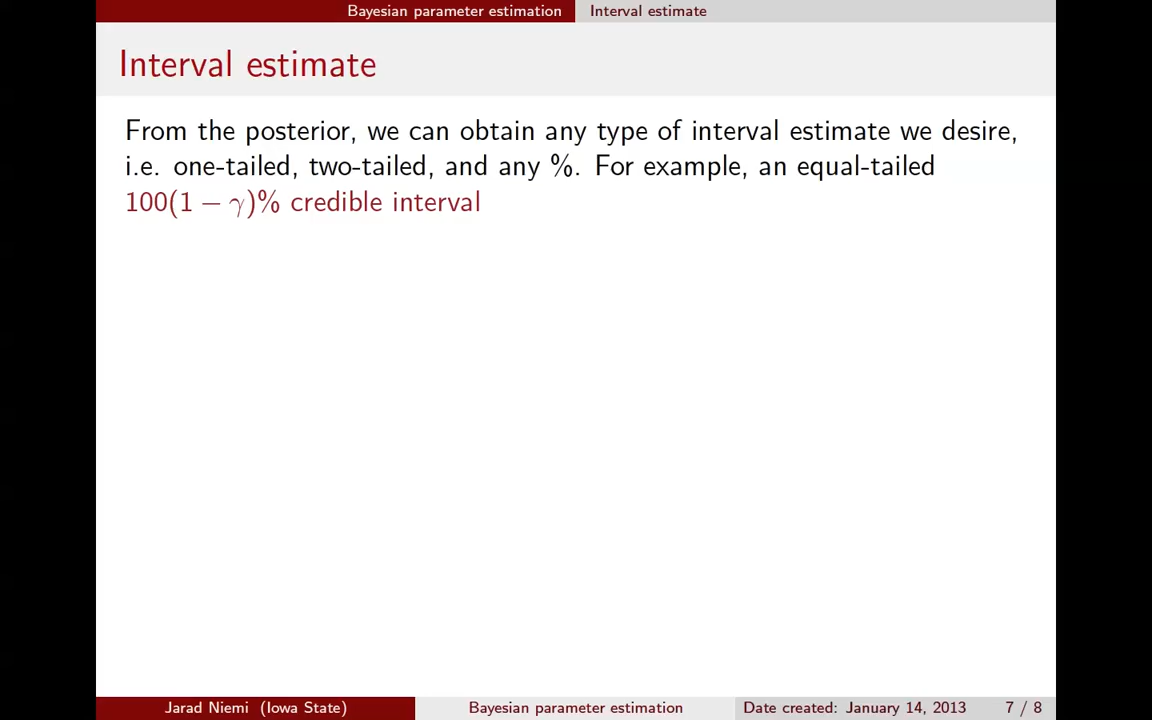 Bayesian parameter estimation Interval estimate
Interval estimate
From the posterior, we can obtain any type of interval estimate we desire,
i.e. one-tailed, two-tailed, and any %. For example, an equal-tailed
100(1 − γ)% credible interval
Jarad Niemi (Iowa State) Bayesian parameter estimation Date created: January 14, 2013 7 / 8